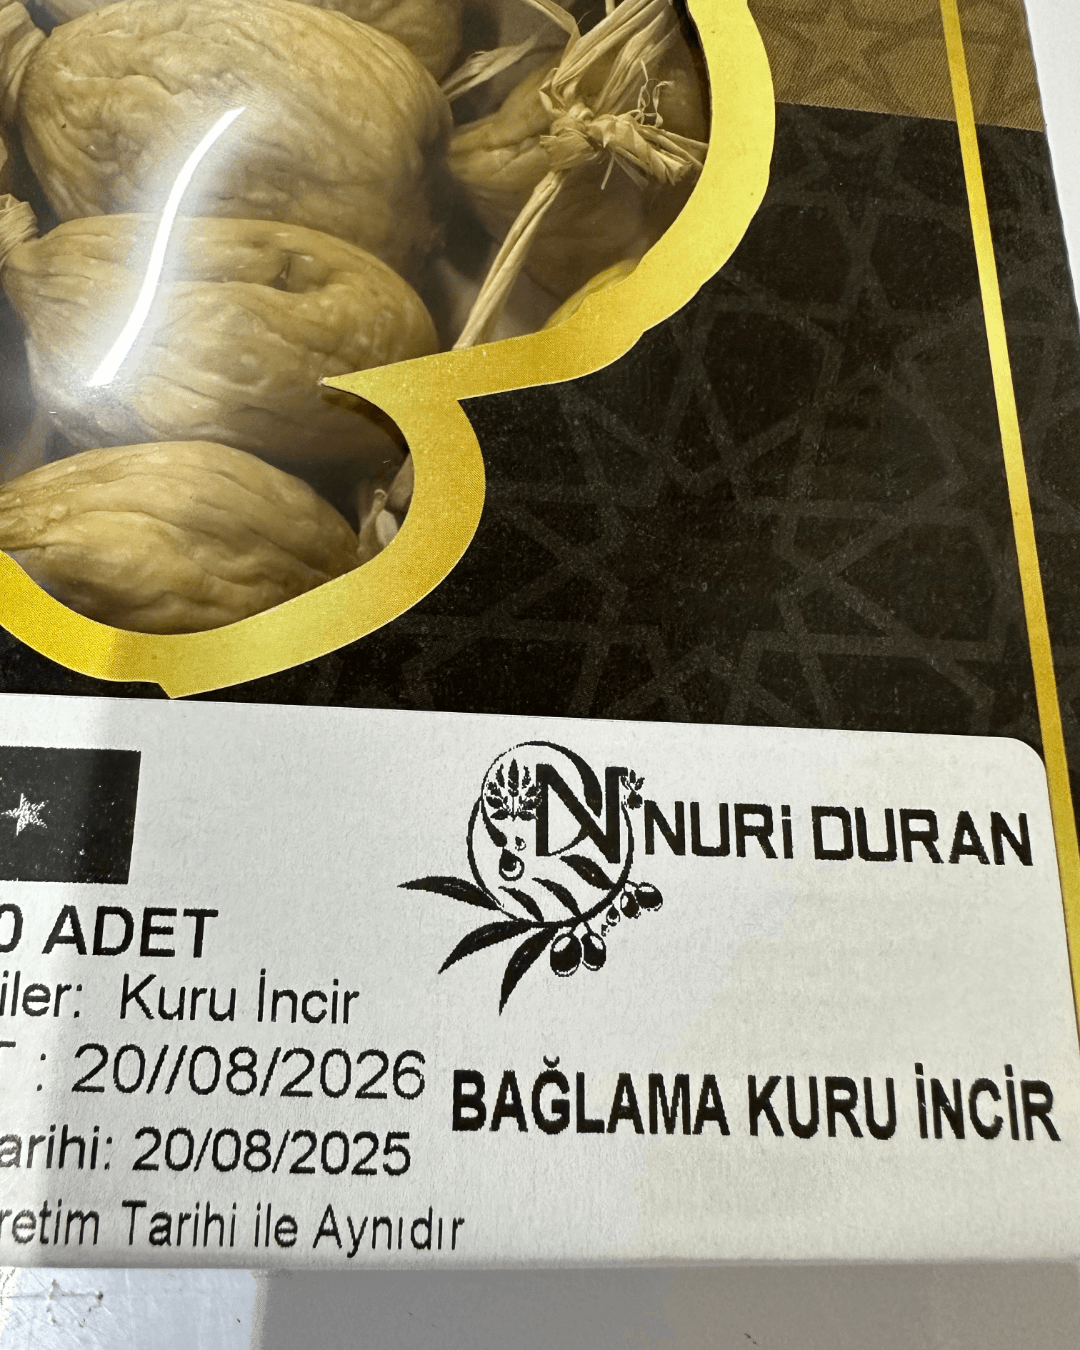 NURİ DURAN
0 ADET
iler: Kuru İncir
: 20//08/2026
BAĞLAMA KURU İNCİR
arihi: 20/08/2025
retim Tarihi ile Aynıdır